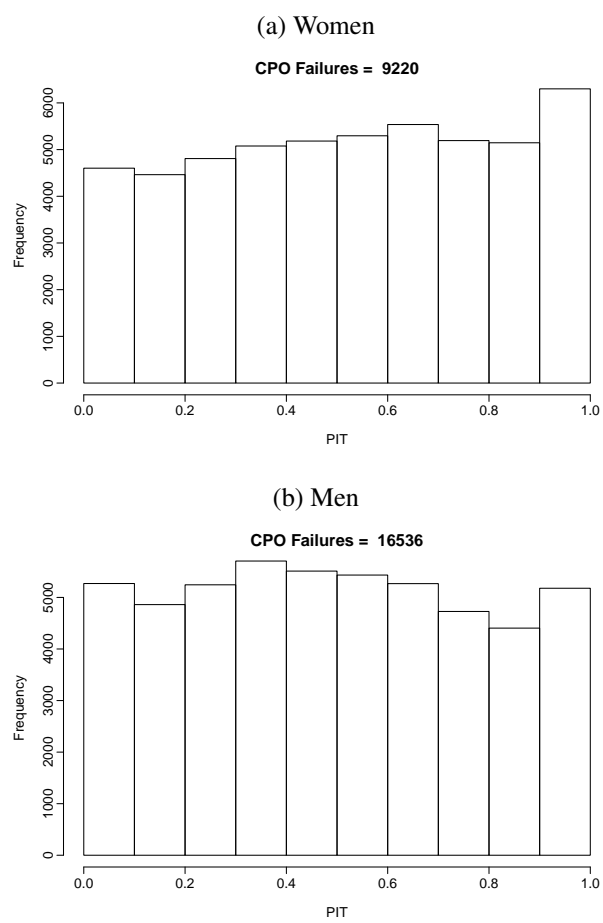 (a) Women
CPO Failures = 9220
Frequency
0 1000 2000 3000 4000 5000 6000
0.0 0.2 0.4 0.6 0.8 1.0
PIT
(b) Men
CPO Failures = 16536
Frequency
0 1000 2000 3000 4000 5000
0.0 0.2 0.4 0.6 0.8 1.0
PIT